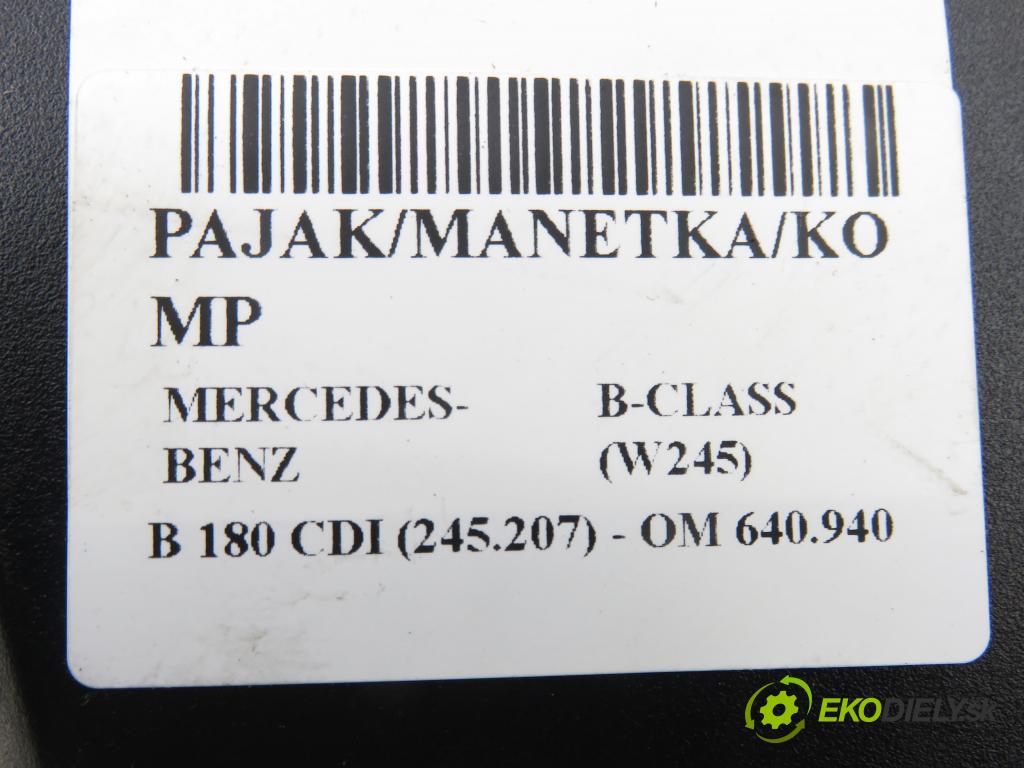 PAJAK/MANETKA/KO
MP
MERCEDES- B-CLASS
BENZ (W245)
B 180 CDI (245.207) - OM 640.940
EKODIELY.SK